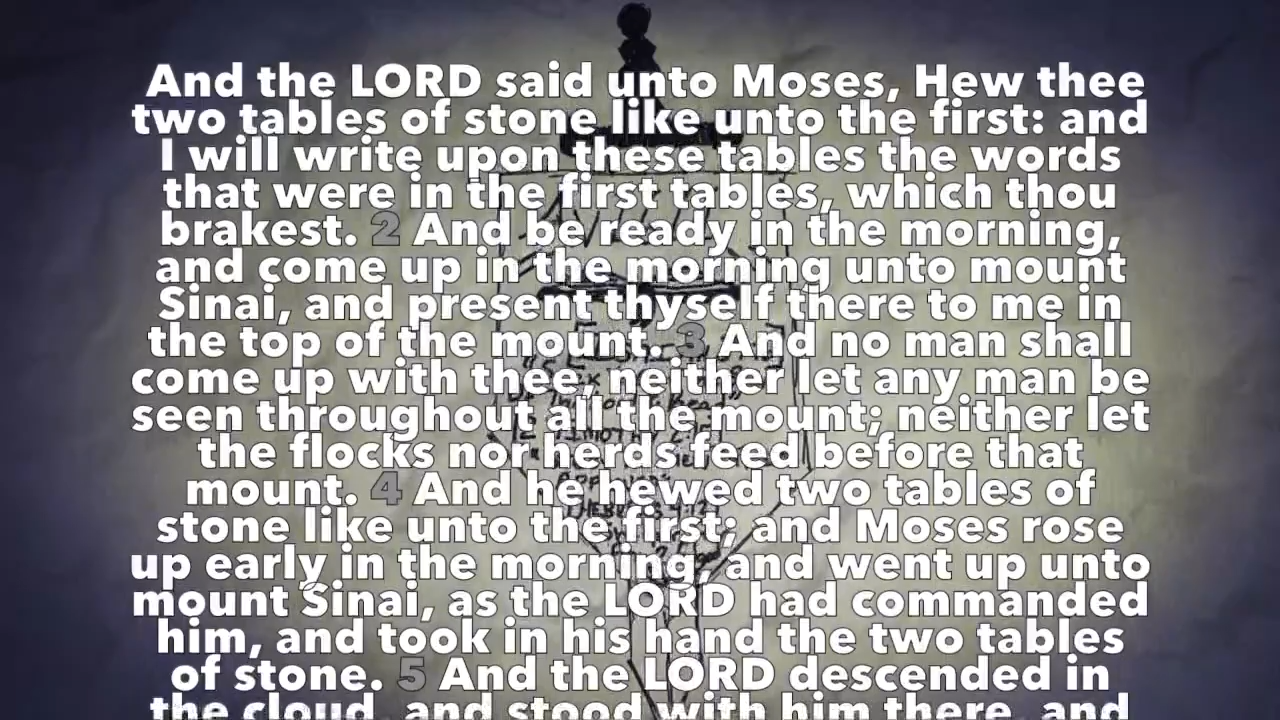 And the LORD said unto Moses, Hew thee
two tables of stone like unto the first: and
I will write upon these tables the words
that were in the first tables, which thou
brakest. 2 And be ready in the morning,
and come up in the morning unto mount
Sinai, and present thyself there to me in
the top of the mount. 3 And no man shall
come up with thee, neither let any man be
seen throughout all the mount; neither let
the flocks nor herds feed before that
mount. 4 And he hewed two tables of
stone like unto the first; and Moses rose
up early in the morning, and went up unto
mount Sinai, as the LORD had commanded
him, and took in his hand the two tables
of stone. 5 And the LORD descended in
the cloud, and stood with him there, and